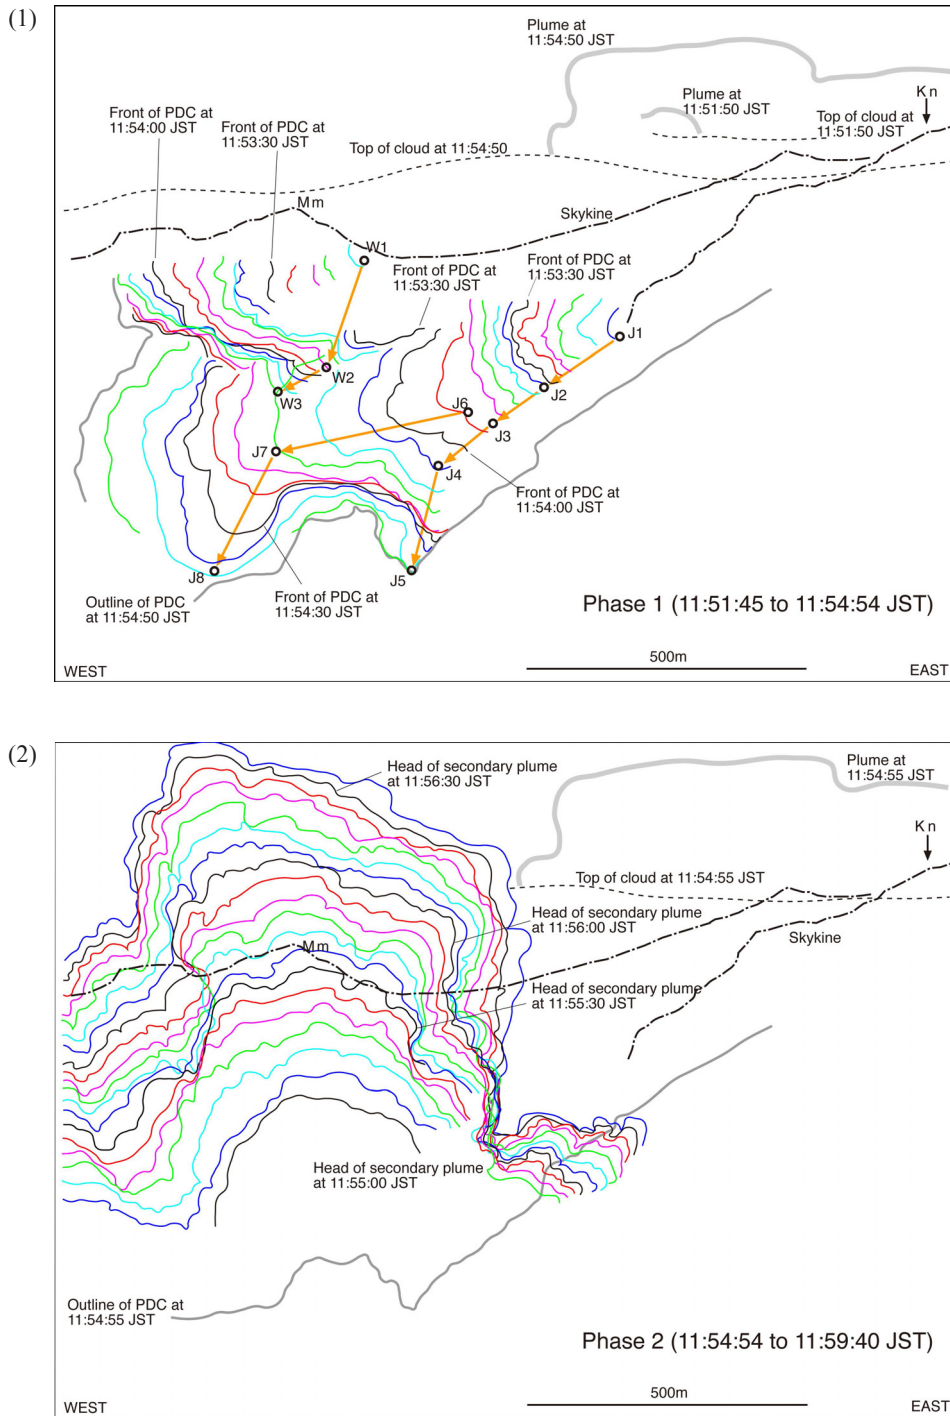 (1)
Plume at
11:54:50 JST
Kn
Plume at
11:51:50 JST
Top of cloud at
11:51:50 JST
Front of PDC at
11:54:00 JST
Front of PDC at
11:53:30 JST
Top of cloud at 11:54:50
Mm
Skykine
W1
Front of PDC at
11:53:30 JST
Front of PDC at
11:53:30 JST
J1
W2
J2
W3
J6
J3
J7
J4
Front of PDC at
11:54:00 JST
J8
J5
Outline of PDC
at 11:54:50 JST
Front of PDC at
11:54:30 JST
Phase 1 (11:51:45 to 11:54:54 JST)
500m
WEST
EAST
(2)
Head of secondary plume
at 11:56:30 JST
Plume at
11:54:55 JST
Kn
Top of cloud at 11:54:55 JST
Head of secondary plume
at 11:56:00 JST
Skykine
Mm
Head of secondary plume
at 11:55:30 JST
Head of secondary plume
at 11:55:00 JST
Outline of PDC at
11:54:55 JST
Phase 2 (11:54:54 to 11:59:40 JST)
500m
WEST
EAST